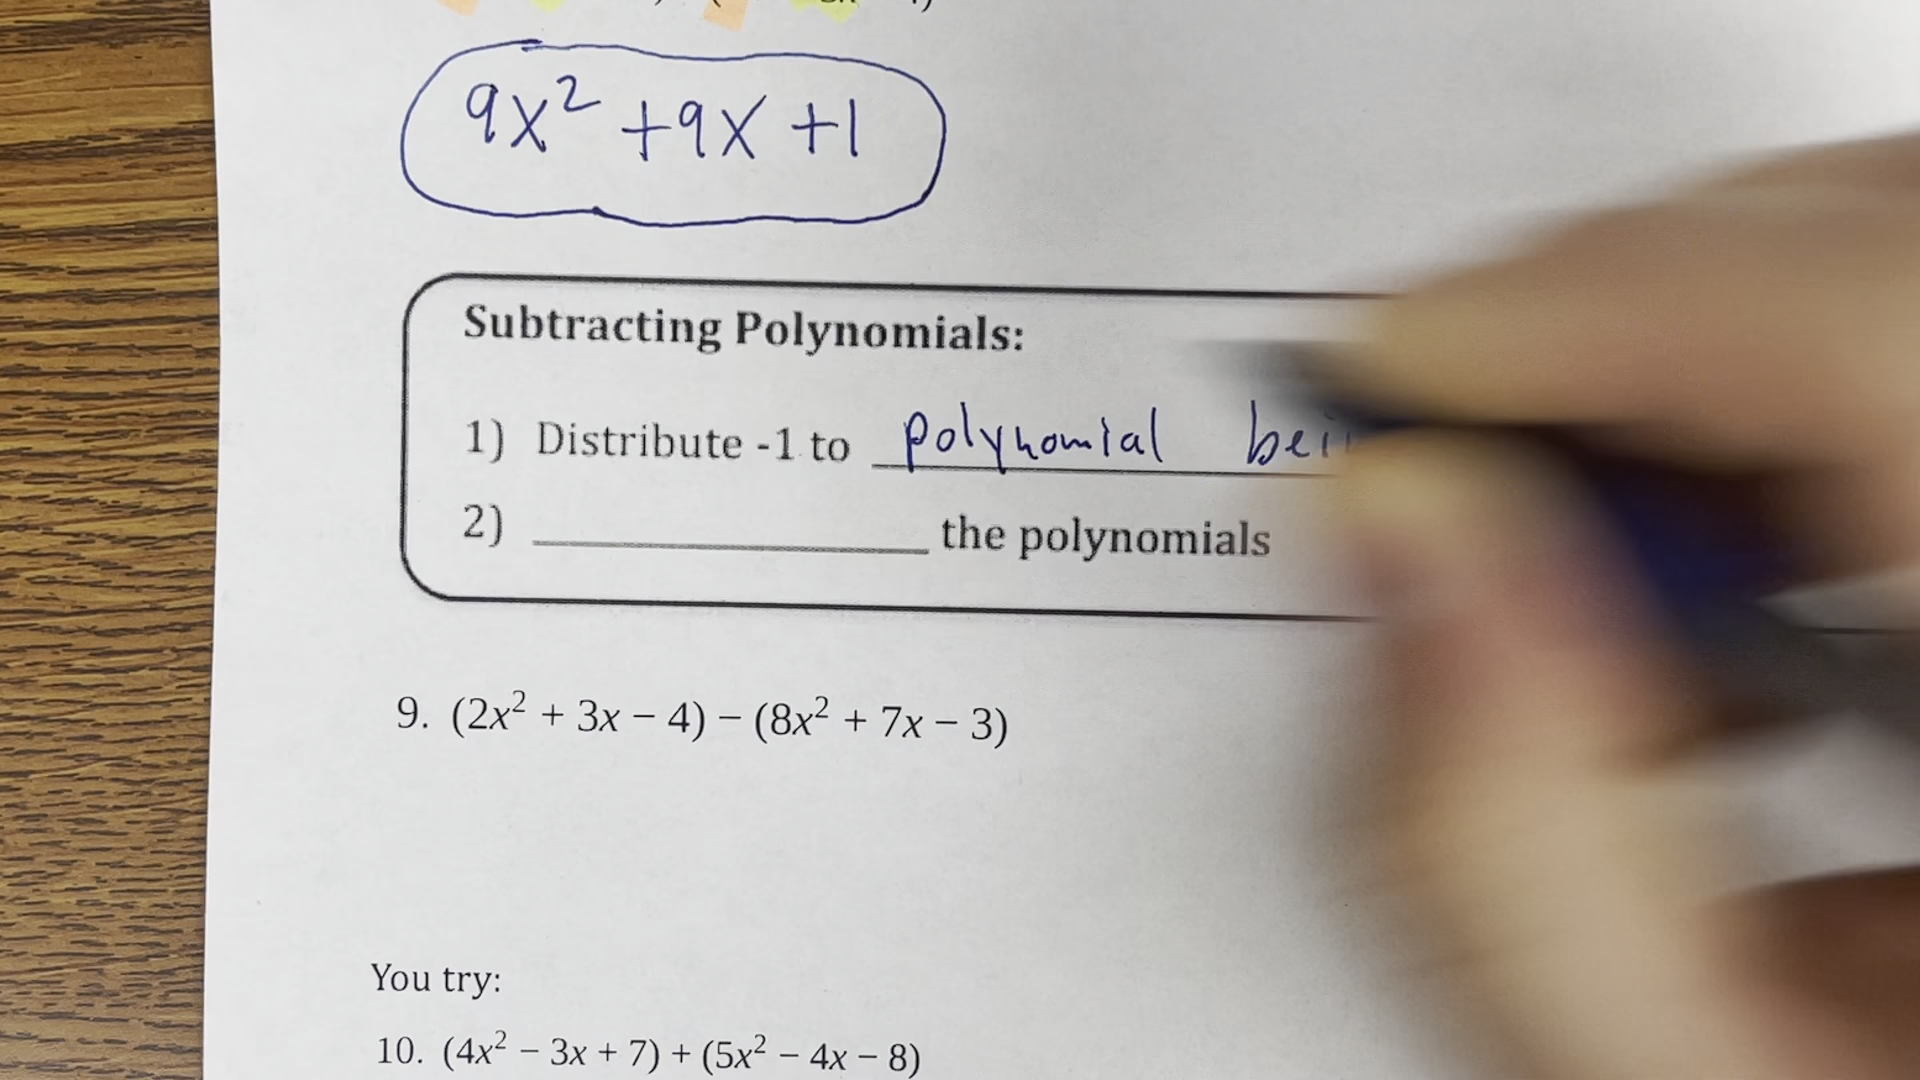 9x² +9x +1
Subtracting Polynomials:
1) Distribute -1 to polynomial
2) ____________ the polynomials
9. (2x² + 3x − 4) − (8x² + 7x − 3)
You try:
10. (4x² − 3x + 7) + (5x² − 4x − 8)